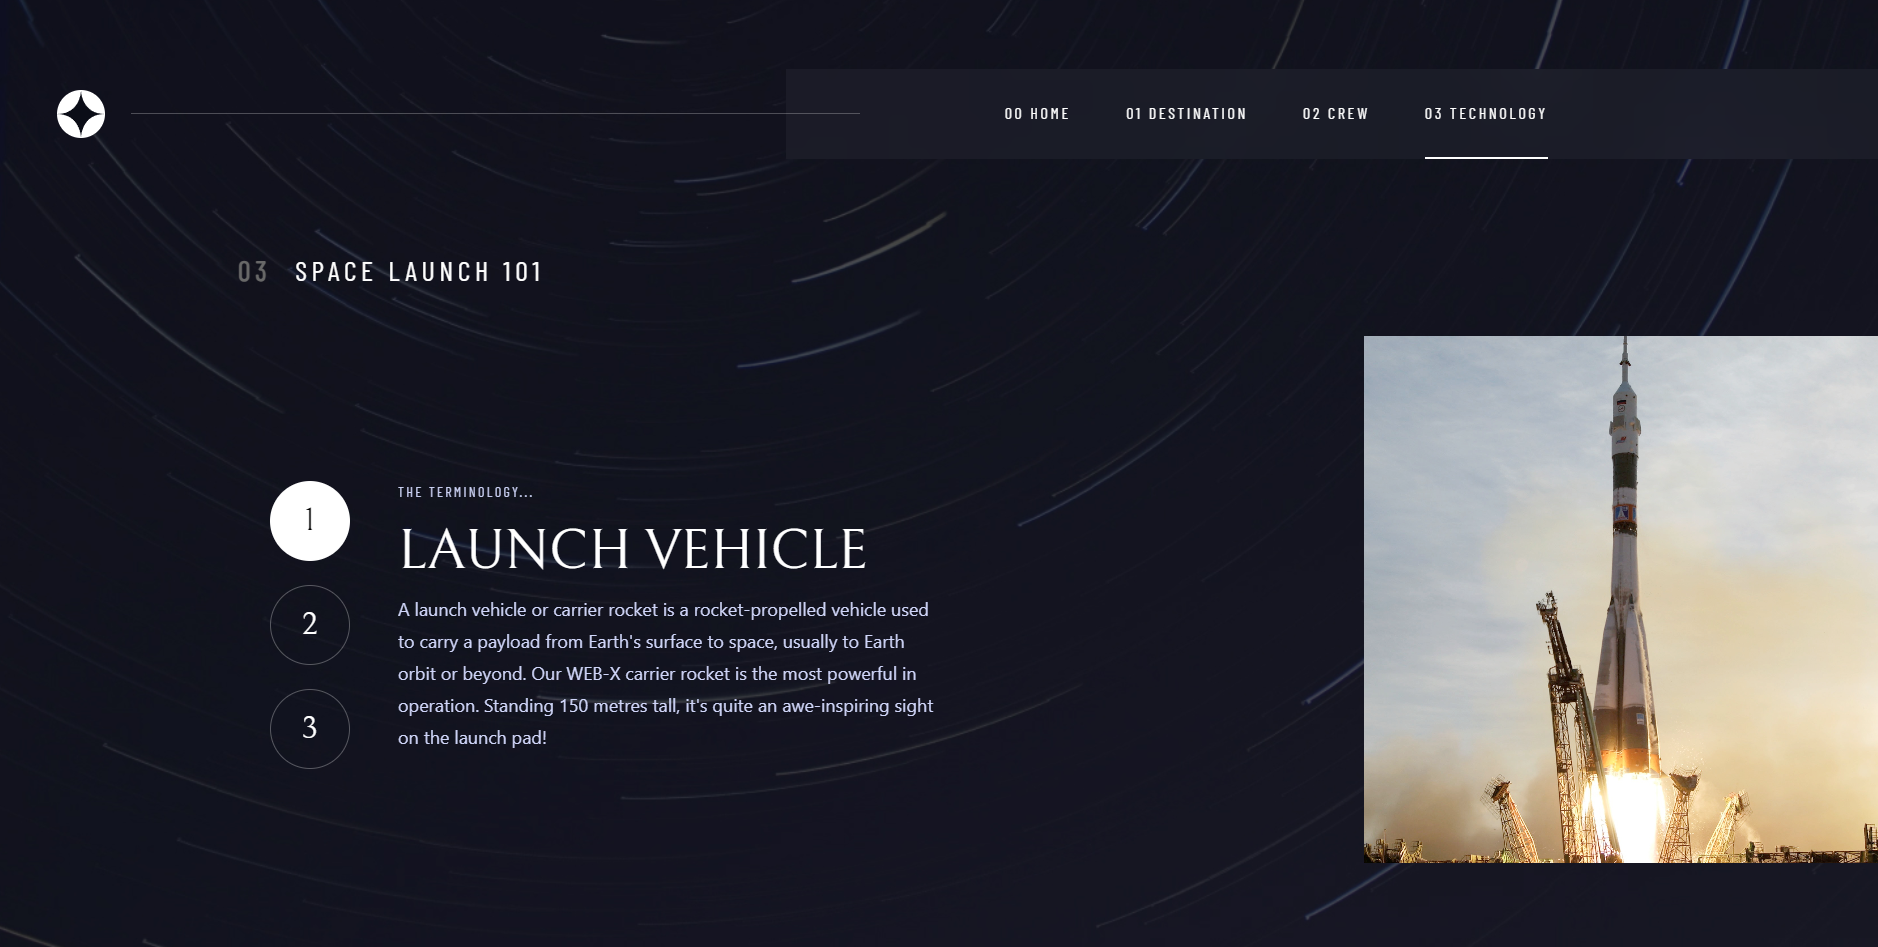 00 HOME 01 DESTINATION 02 CREW 03 TECHNOLOGY
03 SPACE LAUNCH 101
1
THE TERMINOLOGY...
LAUNCH VEHICLE
2
A launch vehicle or carrier rocket is a rocket-propelled vehicle used
to carry a payload from Earth's surface to space, usually to Earth
orbit or beyond. Our WEB-X carrier rocket is the most powerful in
operation. Standing 150 metres tall, it's quite an awe-inspiring sight
on the launch pad!
3